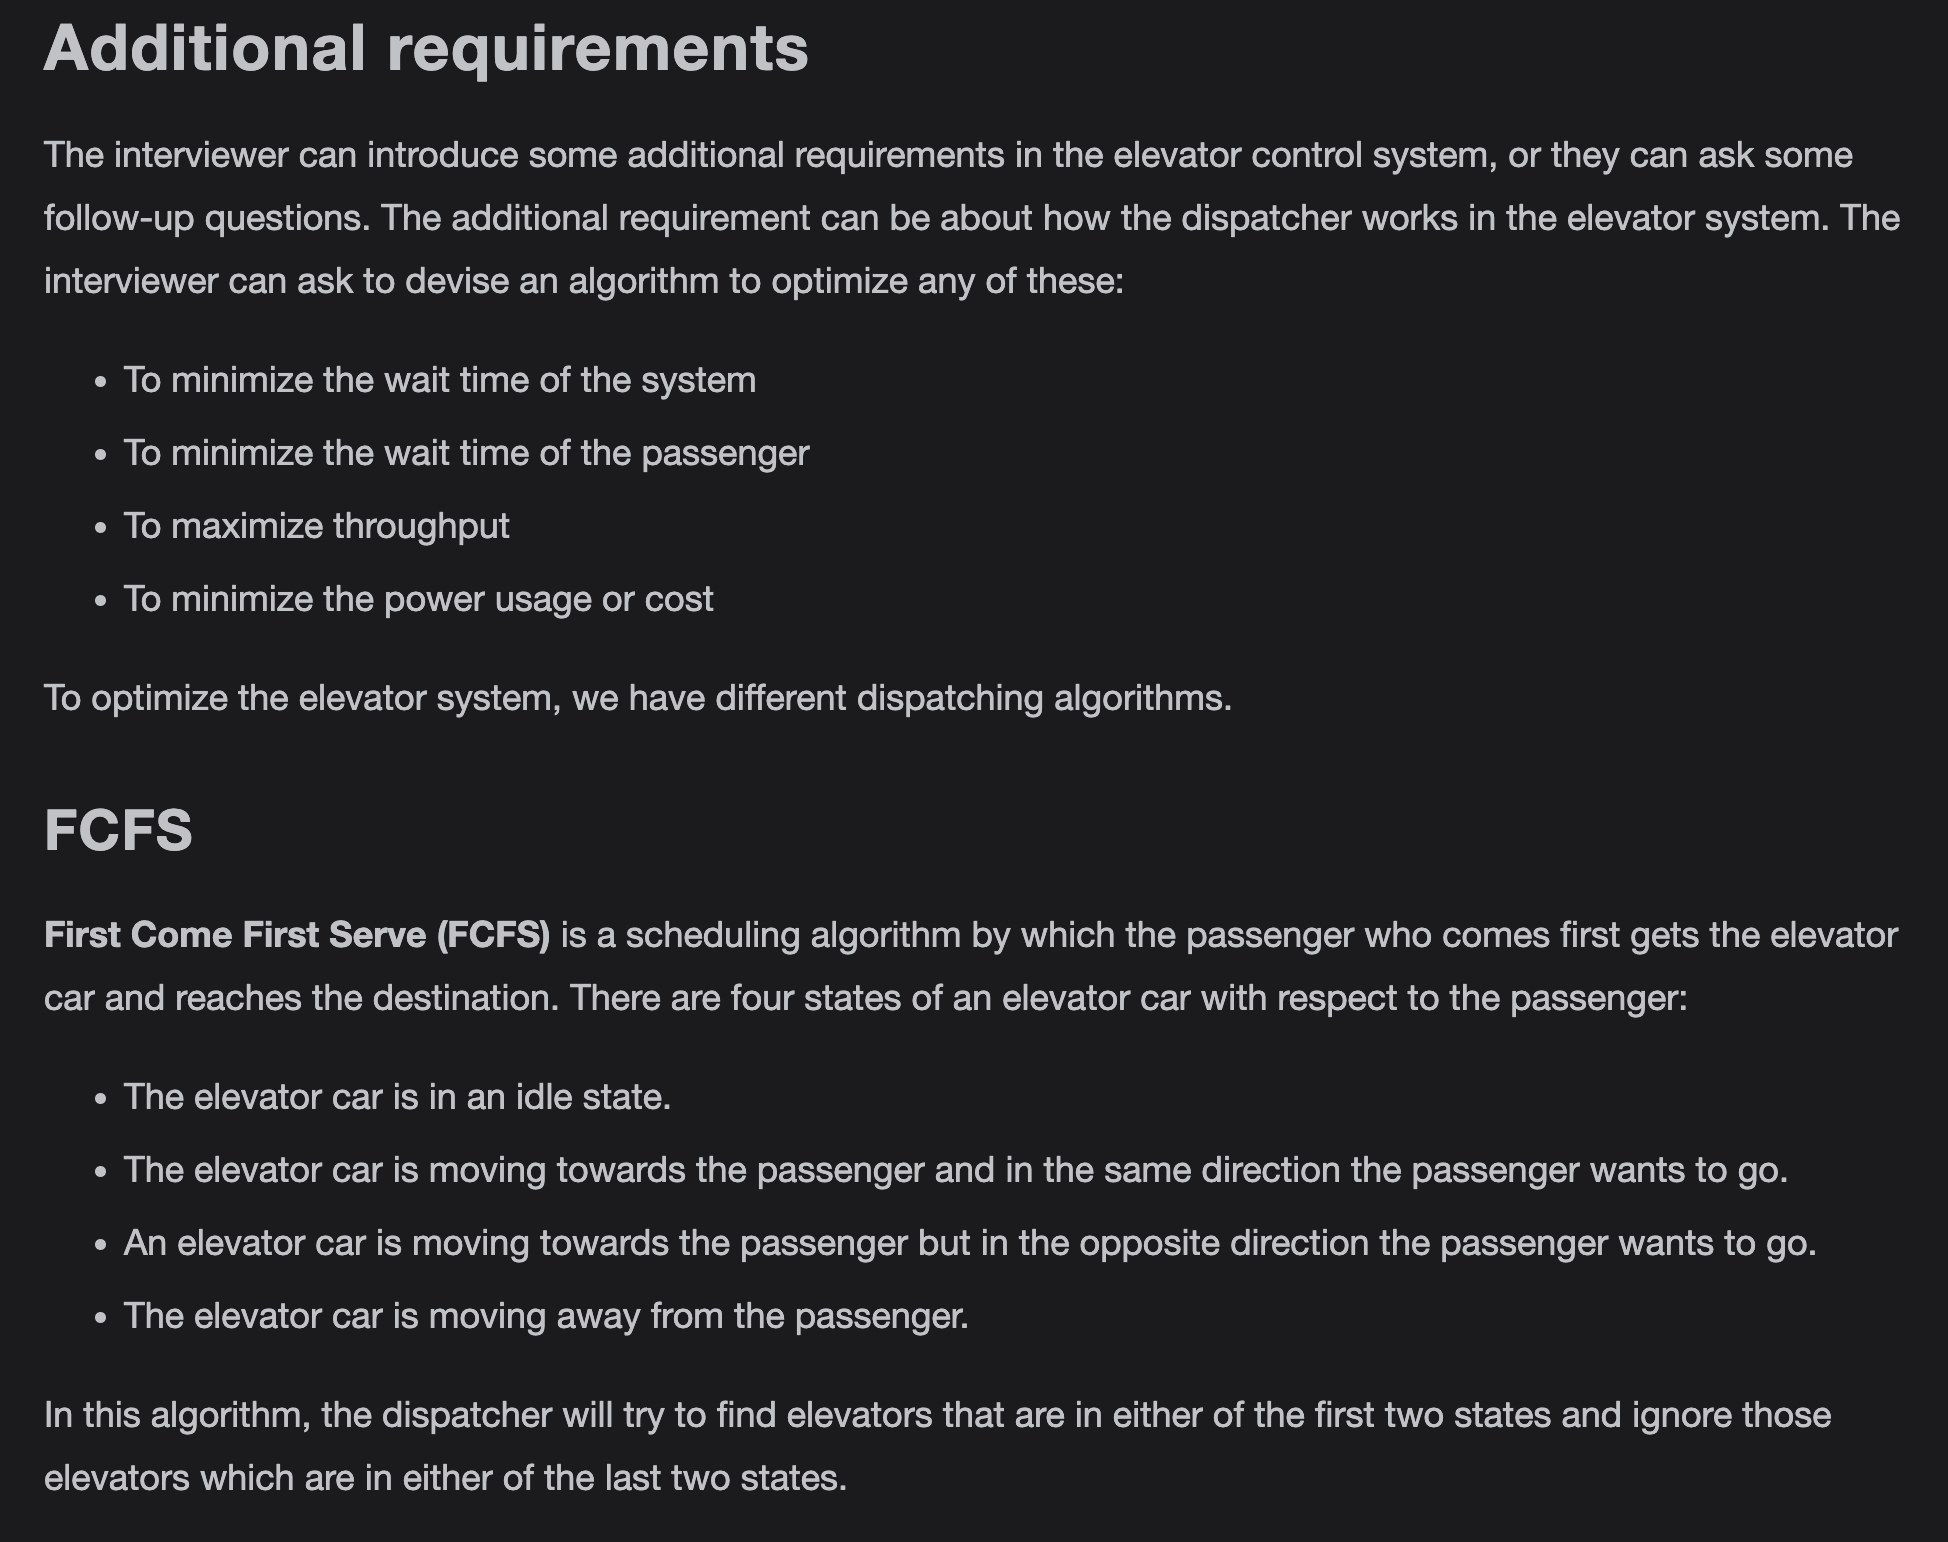 Additional requirements
The interviewer can introduce some additional requirements in the elevator control system, or they can ask some
follow-up questions. The additional requirement can be about how the dispatcher works in the elevator system. The
interviewer can ask to devise an algorithm to optimize any of these:
• To minimize the wait time of the system
• To minimize the wait time of the passenger
• To maximize throughput
• To minimize the power usage or cost
To optimize the elevator system, we have different dispatching algorithms.
FCFS
First Come First Serve (FCFS) is a scheduling algorithm by which the passenger who comes first gets the elevator
car and reaches the destination. There are four states of an elevator car with respect to the passenger:
• The elevator car is in an idle state.
• The elevator car is moving towards the passenger and in the same direction the passenger wants to go.
• An elevator car is moving towards the passenger but in the opposite direction the passenger wants to go.
• The elevator car is moving away from the passenger.
In this algorithm, the dispatcher will try to find elevators that are in either of the first two states and ignore those
elevators which are in either of the last two states.